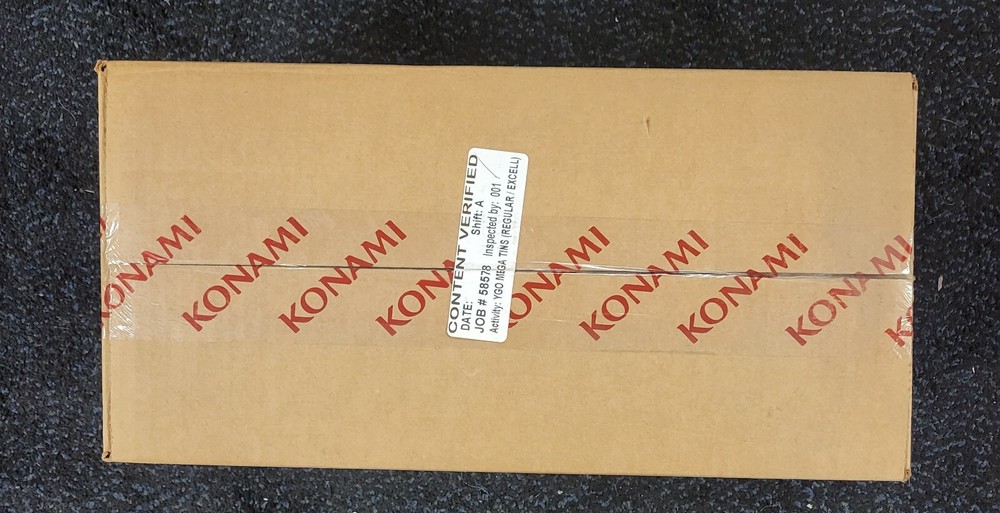 KONAMI
KONAMI
KONAMI
KONAMI
KONAMI
KONAMI
KONAMI
KONAMI
CONTENT VERIFIED
DATE: Shift: A
JOB # 58578 Inspected by: 001
Activity: YGO MEGA TINS (REGULAR / EXCELL)